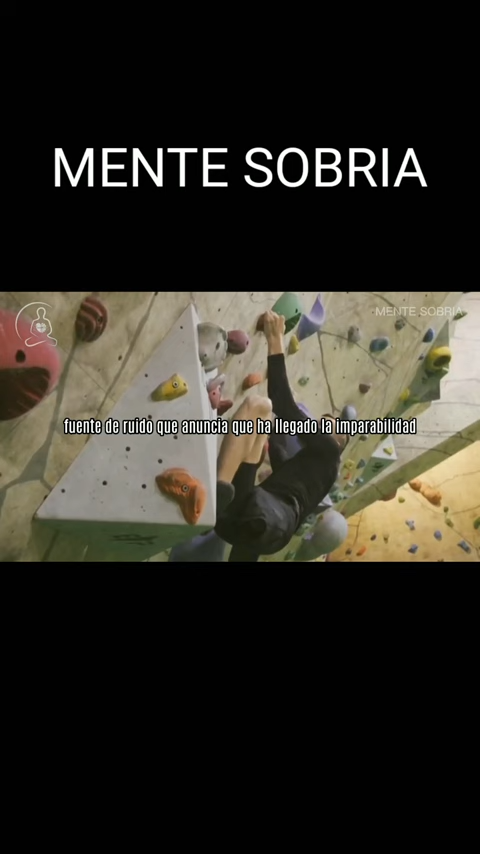 MENTE SOBRIA
MENTE SOBRIA
fuente de ruido que anuncia que ha llegado la imparabilidad